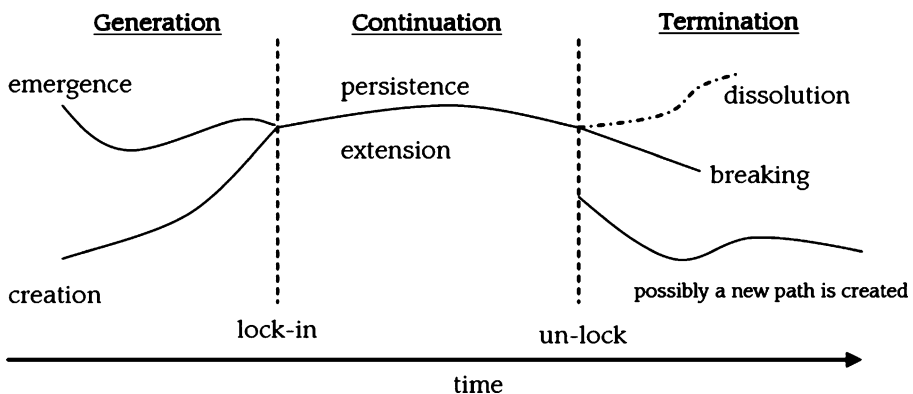 Generation
Continuation
Termination
emergence
persistence
dissolution
extension
breaking
creation
possibly a new path is created
lock-in
un-lock
time